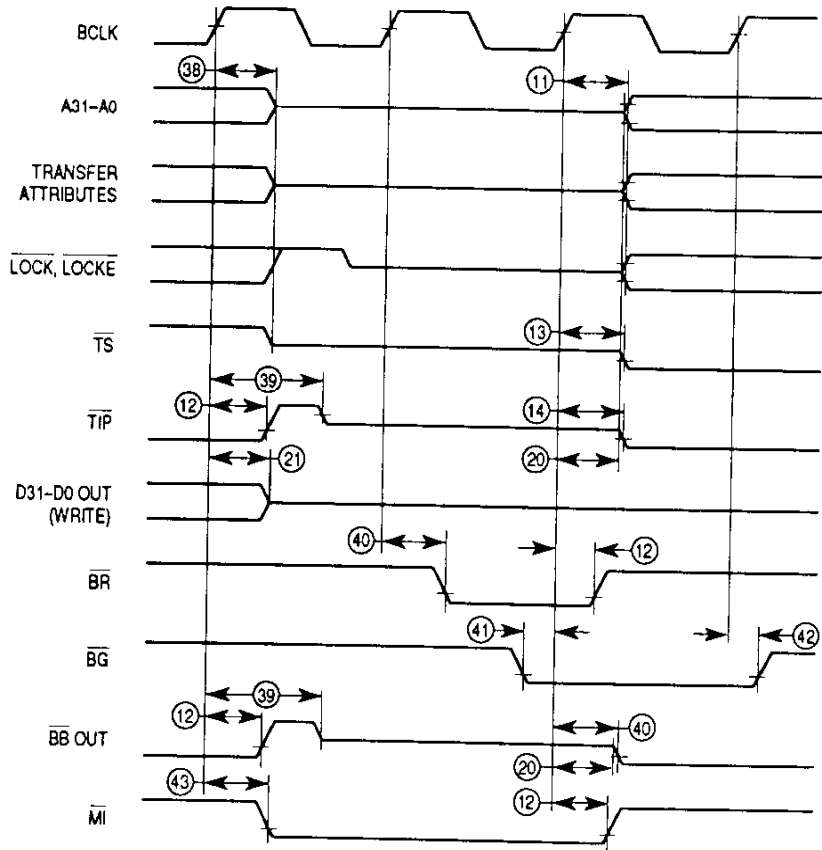 BCLK
38
11
A31–A0
TRANSFER
ATTRIBUTES
LOCK, LOCKE
13
TS
39
12
14
TIP
21
20
D31–D0 OUT
(WRITE)
40
12
BR
41
42
BG
39
12
40
BB OUT
20
43
12
MI